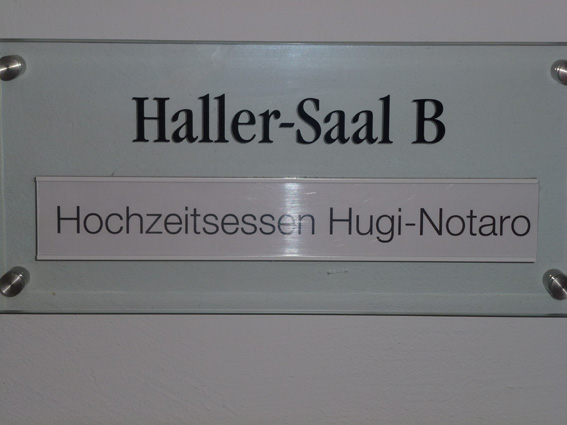 Haller-Saal B
Hochzeitsessen Hugi-Notaro